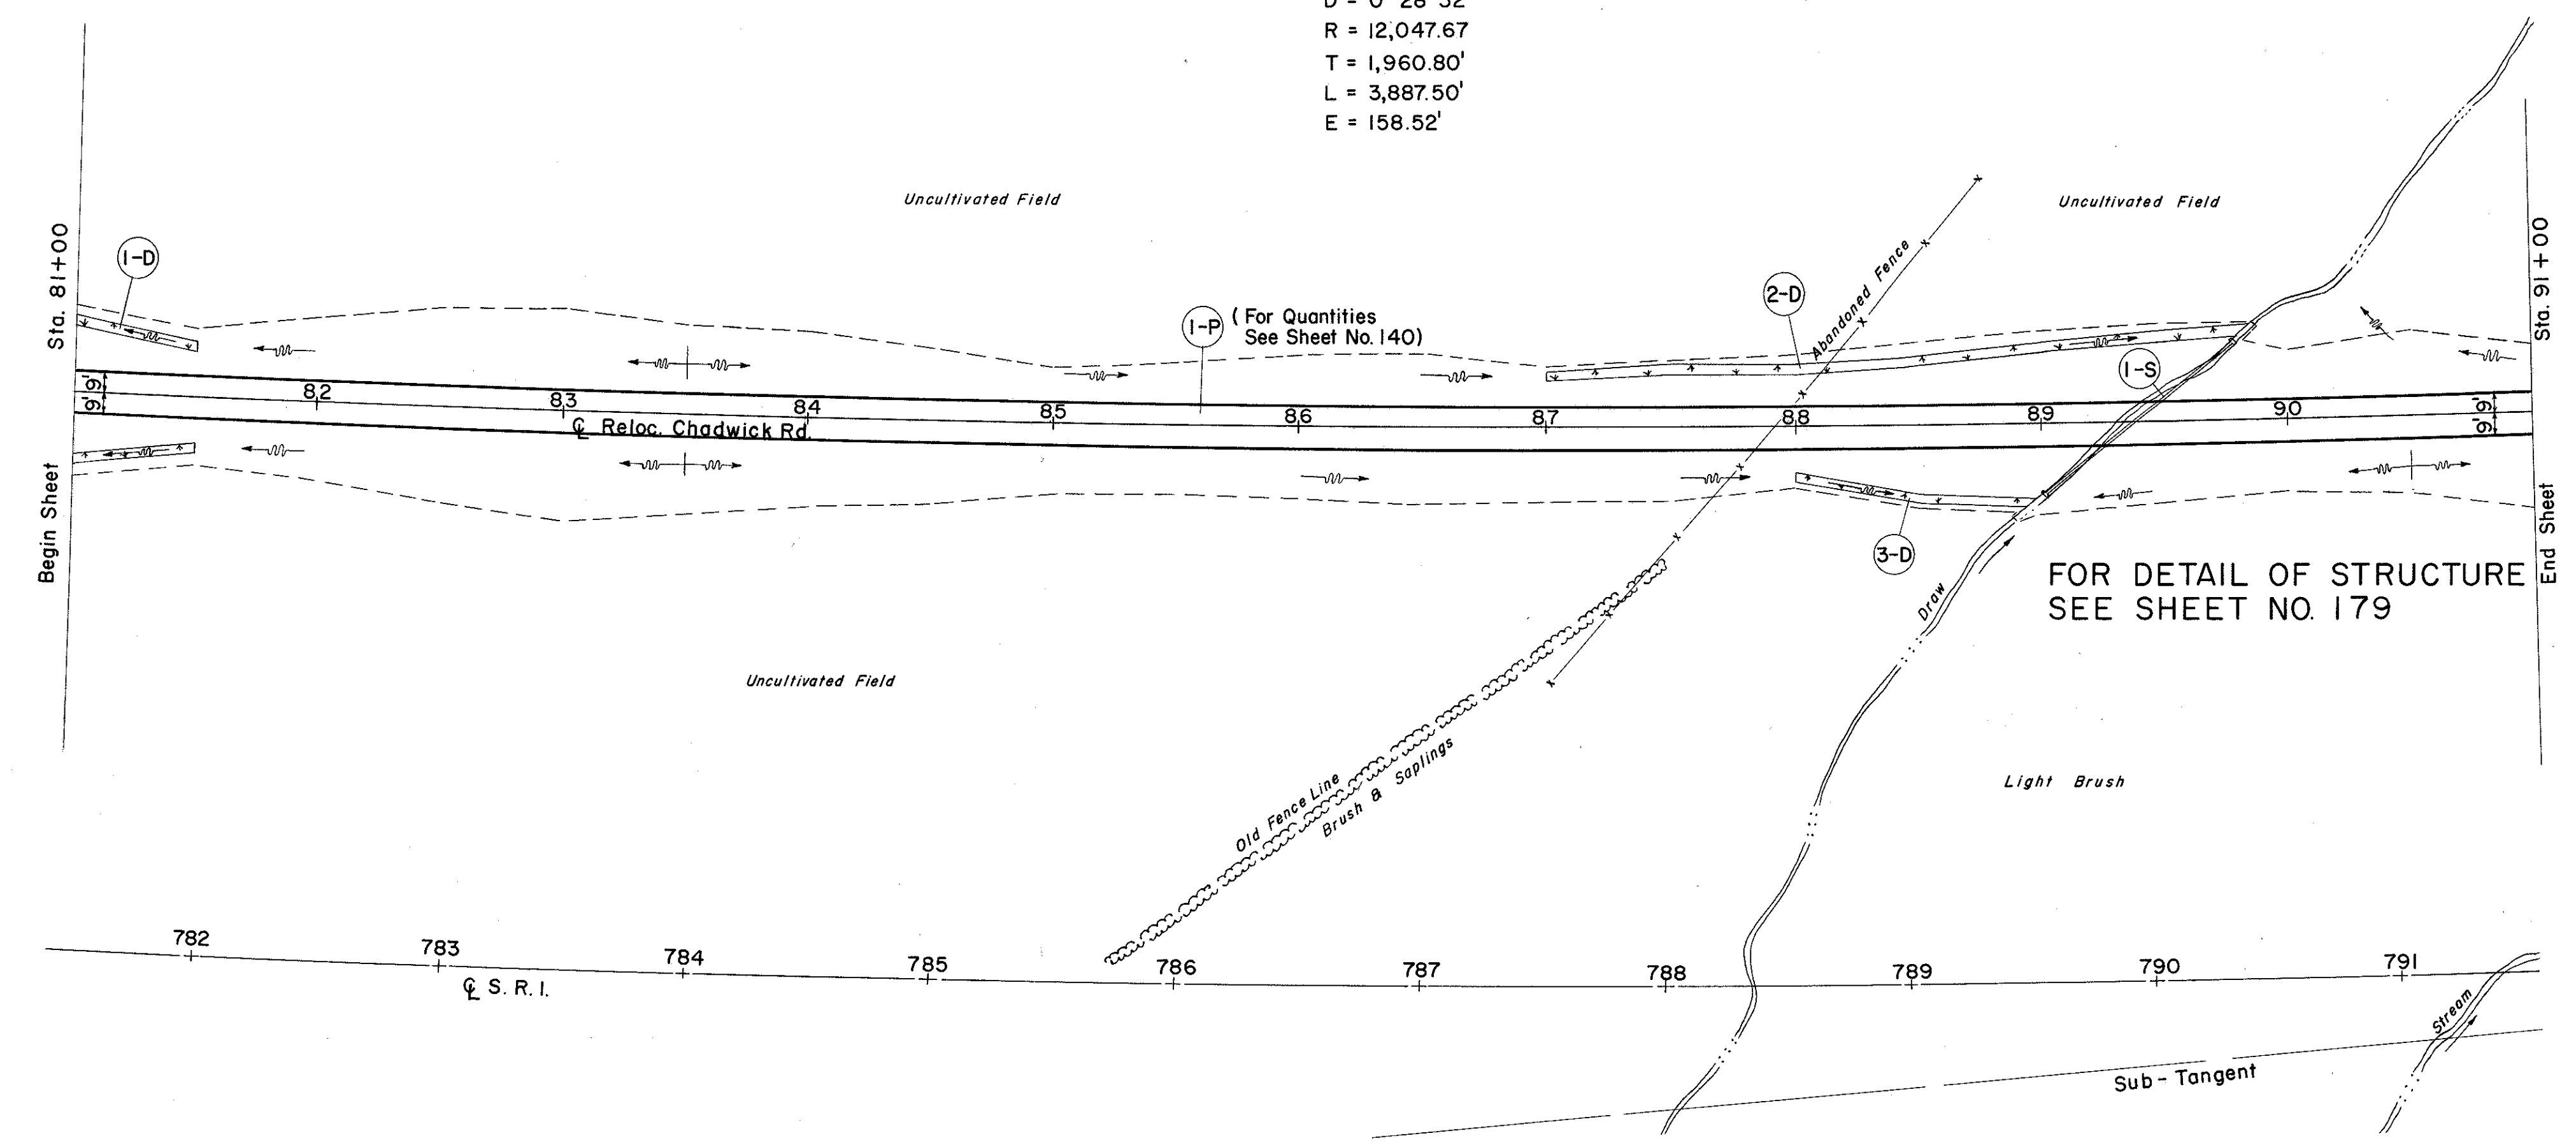 D = 0° 28' 32"
R = 12,047.67
T = 1,960.80'
L = 3,887.50'
E = 158.52'
Uncultivated Field
Uncultivated Field
Sta. 81+00
Sta. 91+00
1-D
2-D
Abandoned Fence
1-P
( For Quantities
See Sheet No. 140)
1-S
9'
9'
82
83
84
85
86
87
88
89
90
9'
9'
℄ Reloc. Chadwick Rd.
Begin Sheet
End Sheet
3-D
FOR DETAIL OF STRUCTURE
SEE SHEET NO. 179
Draw
Uncultivated Field
Light Brush
Old Fence Line
Brush & Saplings
782
783
784
785
786
787
788
789
790
791
℄ S. R. 1.
Stream
Sub - Tangent